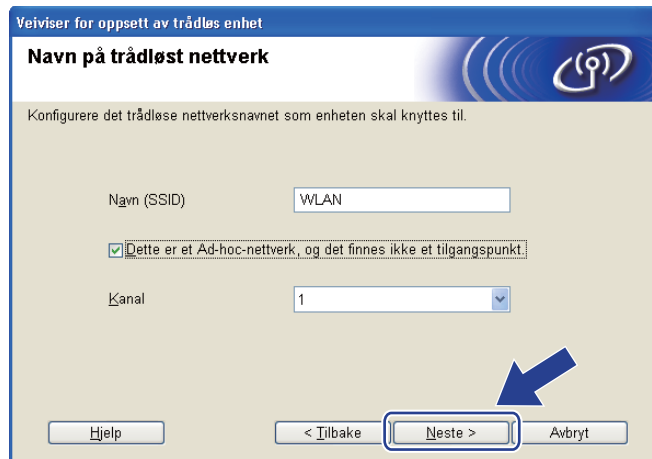 Veiviser for oppsett av trådløs enhet
Navn på trådløst nettverk
Konfigurere det trådløse nettverksnavnet som enheten skal knyttes til.
Navn (SSID) WLAN
Dette er et Ad-hoc-nettverk, og det finnes ikke et tilgangspunkt.
Kanal 1
Hjelp < Tilbake Neste > Avbryt